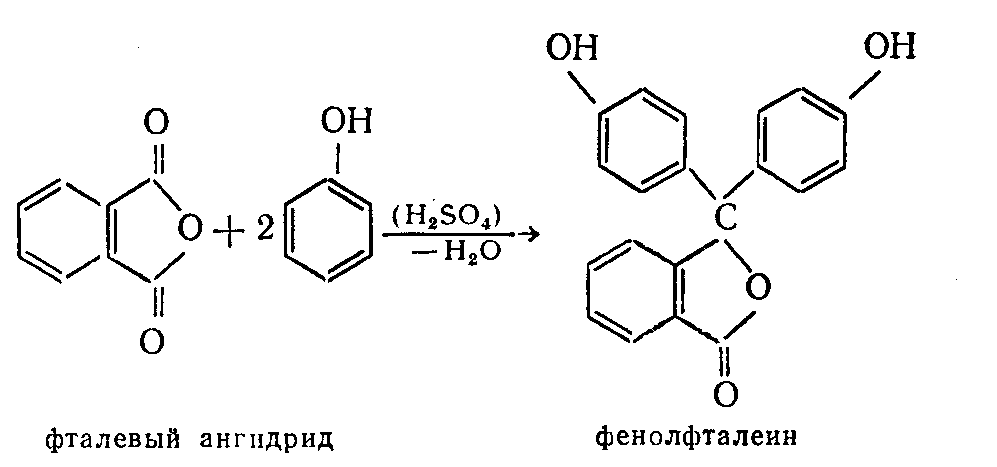 OH OH
O OH
O + 2 (H₂SO₄)
— H₂O
C
O
O
O
фталевый ангидрид фенолфталеин